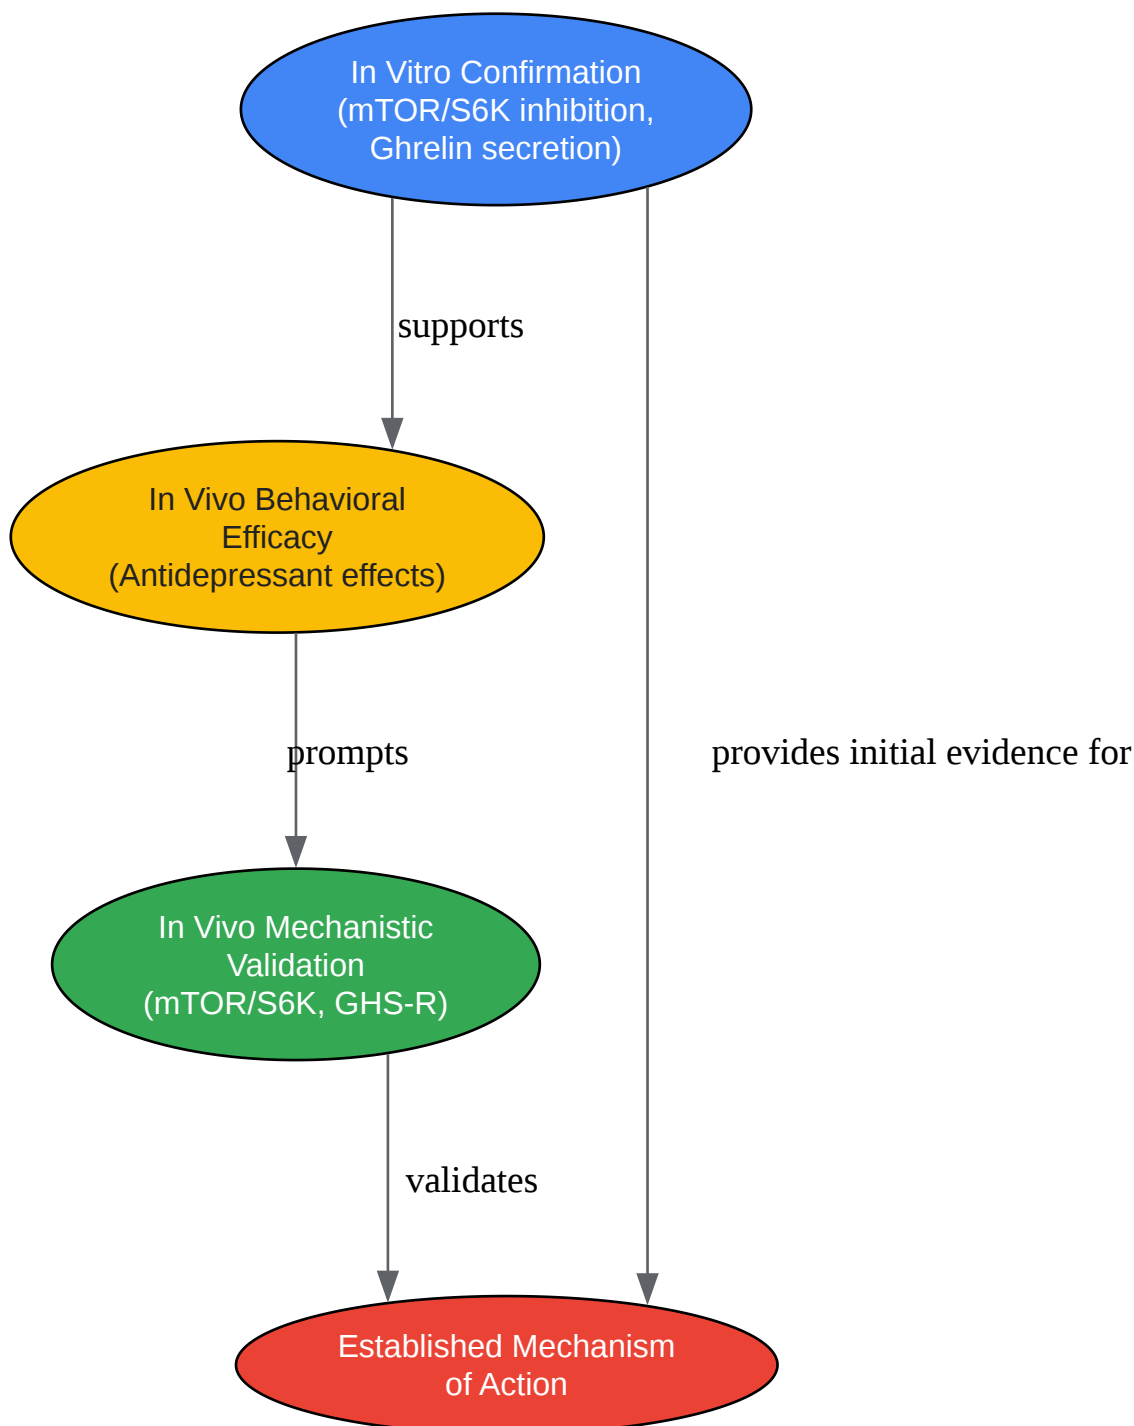 In Vitro Confirmation
(mTOR/S6K inhibition,
Ghrelin secretion)
supports
In Vivo Behavioral
Efficacy
(Antidepressant effects)
prompts
provides initial evidence for
In Vivo Mechanistic
Validation
(mTOR/S6K, GHS-R)
validates
Established Mechanism
of Action